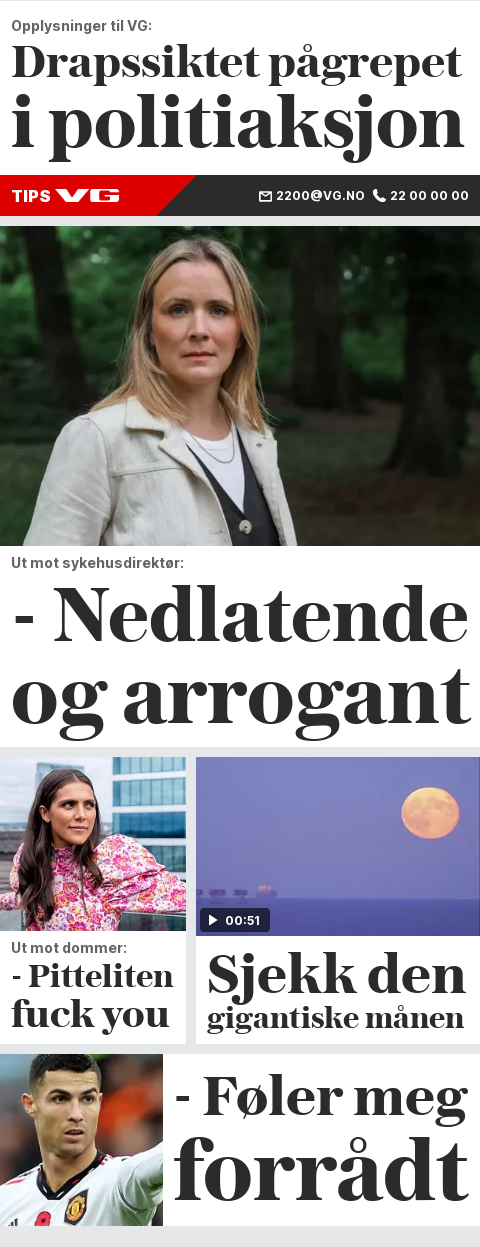 Opplysninger til VG:
Drapssiktet pågrepet
i politiaksjon
TIPS VG 2200@VG.NO 22 00 00 00
Ut mot sykehusdirektør:
- Nedlatende
og arrogant
Ut mot dommer:
- Pitteliten
fuck you
00:51
Sjekk den
gigantiske månen
- Føler meg
forrådt